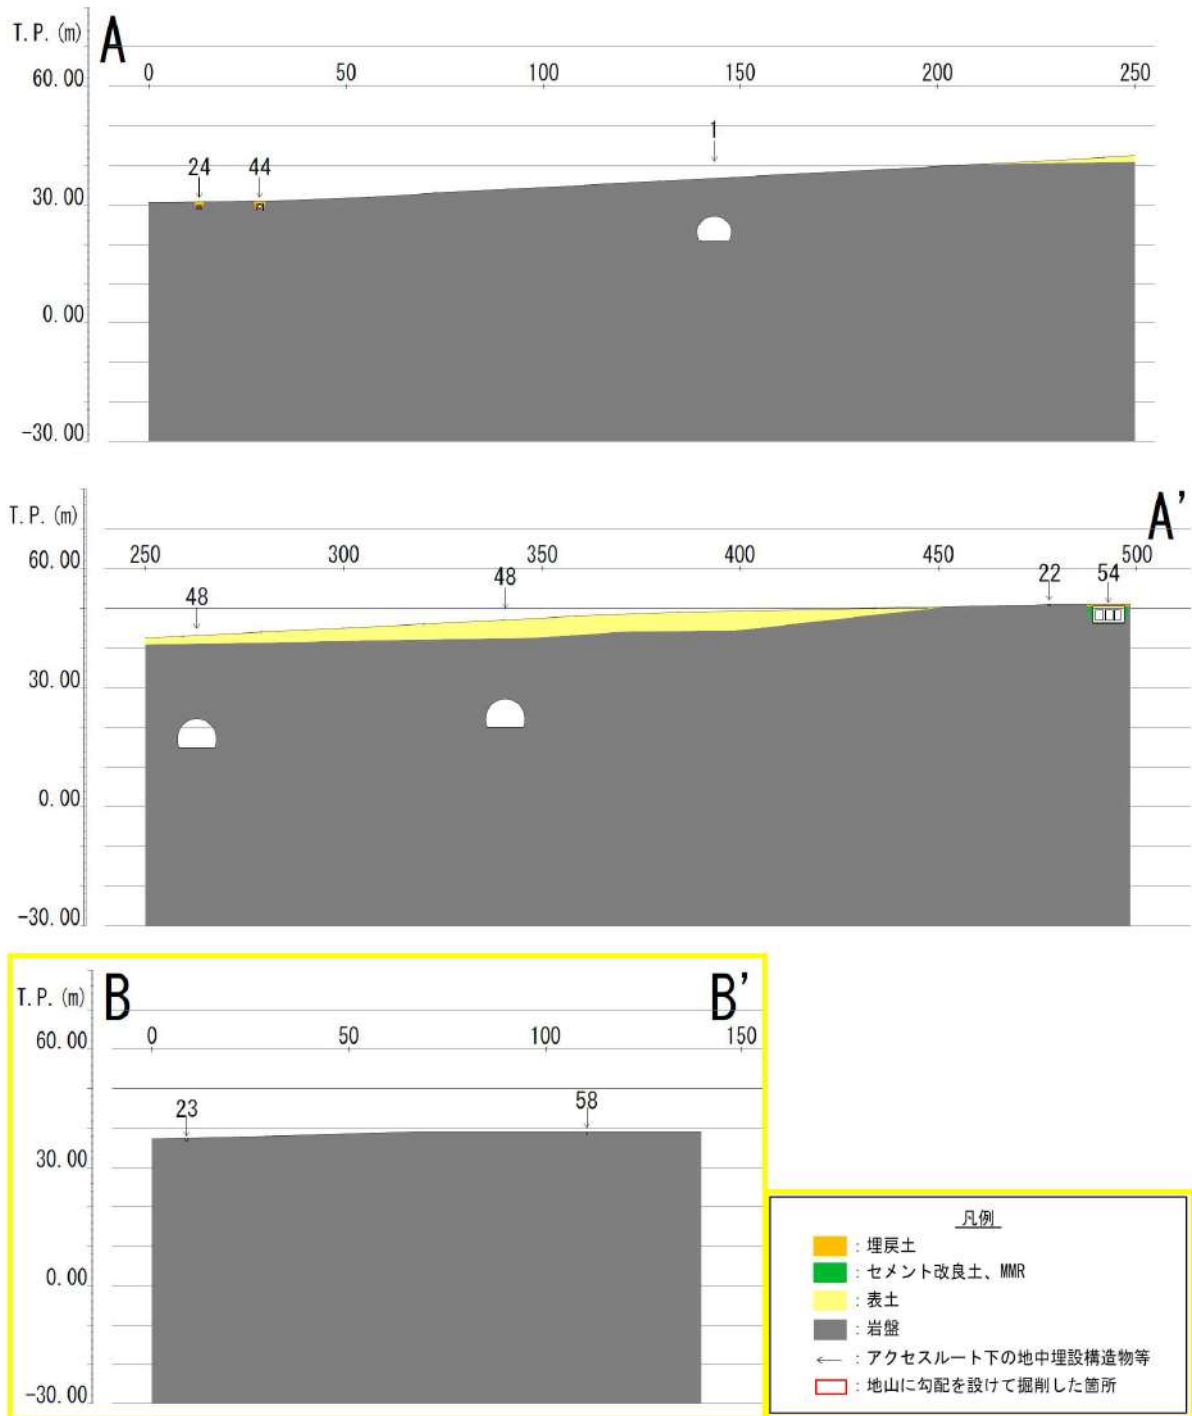 T.P.(m)
A
0 50 100 150 200 250
60.00
1
24 44
30.00
0.00
-30.00
T.P.(m)
A'
250 300 350 400 450 500
60.00
48 48 22 54
30.00
0.00
-30.00
T.P.(m)
B B'
0 50 100 150
60.00
23 58
30.00
0.00
-30.00
凡例
：埋戻土
：セメント改良土、MMR
：表土
：岩盤
：アクセスルート下の地中埋設構造物等
：地山に勾配を設けて掘削した箇所